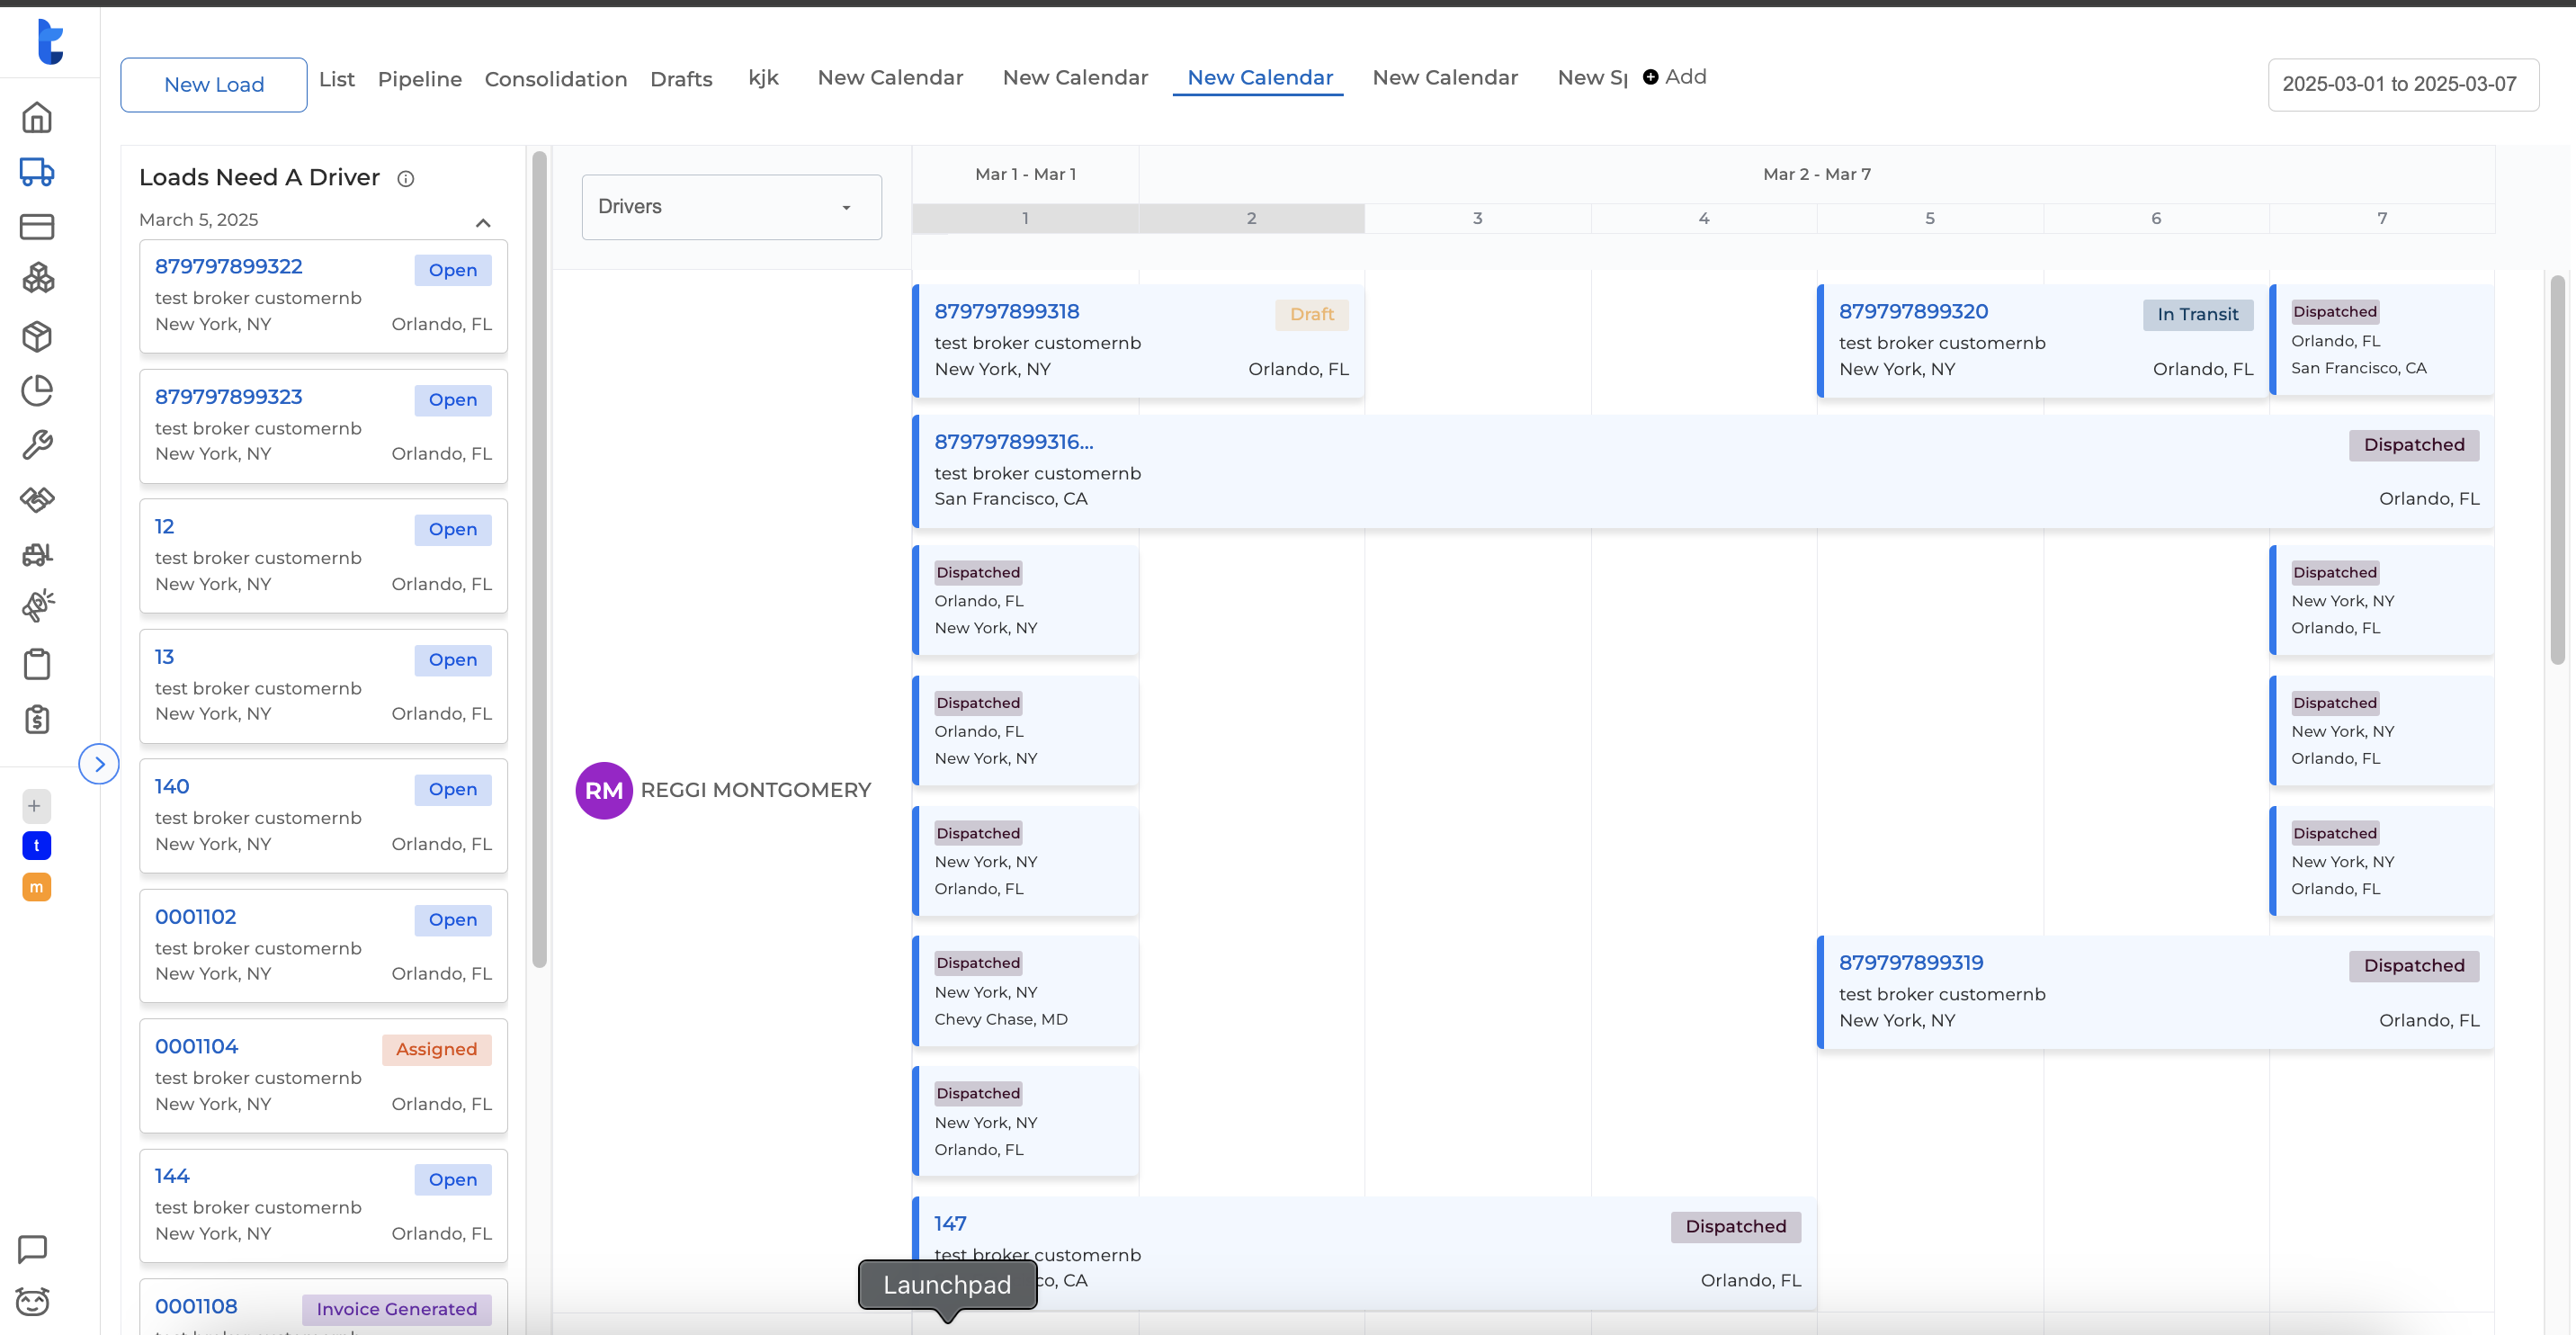 New Load
List
Pipeline
Consolidation
Drafts
kjk
New Calendar
New Calendar
New Calendar
New Calendar
New Sp
Add
2025-03-01 to 2025-03-07
Loads Need A Driver
March 5, 2025
879797899322 Open
test broker customernb
New York, NY Orlando, FL
879797899323 Open
test broker customernb
New York, NY Orlando, FL
12 Open
test broker customernb
New York, NY Orlando, FL
13 Open
test broker customernb
New York, NY Orlando, FL
140 Open
test broker customernb
New York, NY Orlando, FL
0001102 Open
test broker customernb
New York, NY Orlando, FL
0001104 Assigned
test broker customernb
New York, NY Orlando, FL
144 Open
test broker customernb
New York, NY Orlando, FL
0001108 Invoice Generated
t
m
Drivers
Mar 1 - Mar 1
Mar 2 - Mar 7
1 2 3 4 5 6 7
RM REGGI MONTGOMERY
879797899318 Draft
test broker customernb
New York, NY Orlando, FL
879797899320 In Transit
test broker customernb
New York, NY Orlando, FL
Dispatched
Orlando, FL
San Francisco, CA
879797899316... Dispatched
test broker customernb
San Francisco, CA Orlando, FL
Dispatched
Orlando, FL
New York, NY
Dispatched
New York, NY
Orlando, FL
Dispatched
Orlando, FL
New York, NY
Dispatched
New York, NY
Orlando, FL
Dispatched
New York, NY
Orlando, FL
Dispatched
New York, NY
Orlando, FL
Dispatched
New York, NY
Chevy Chase, MD
879797899319 Dispatched
test broker customernb
New York, NY Orlando, FL
Dispatched
New York, NY
Orlando, FL
147 Dispatched
test broker customernb
co, CA Orlando, FL
Launchpad